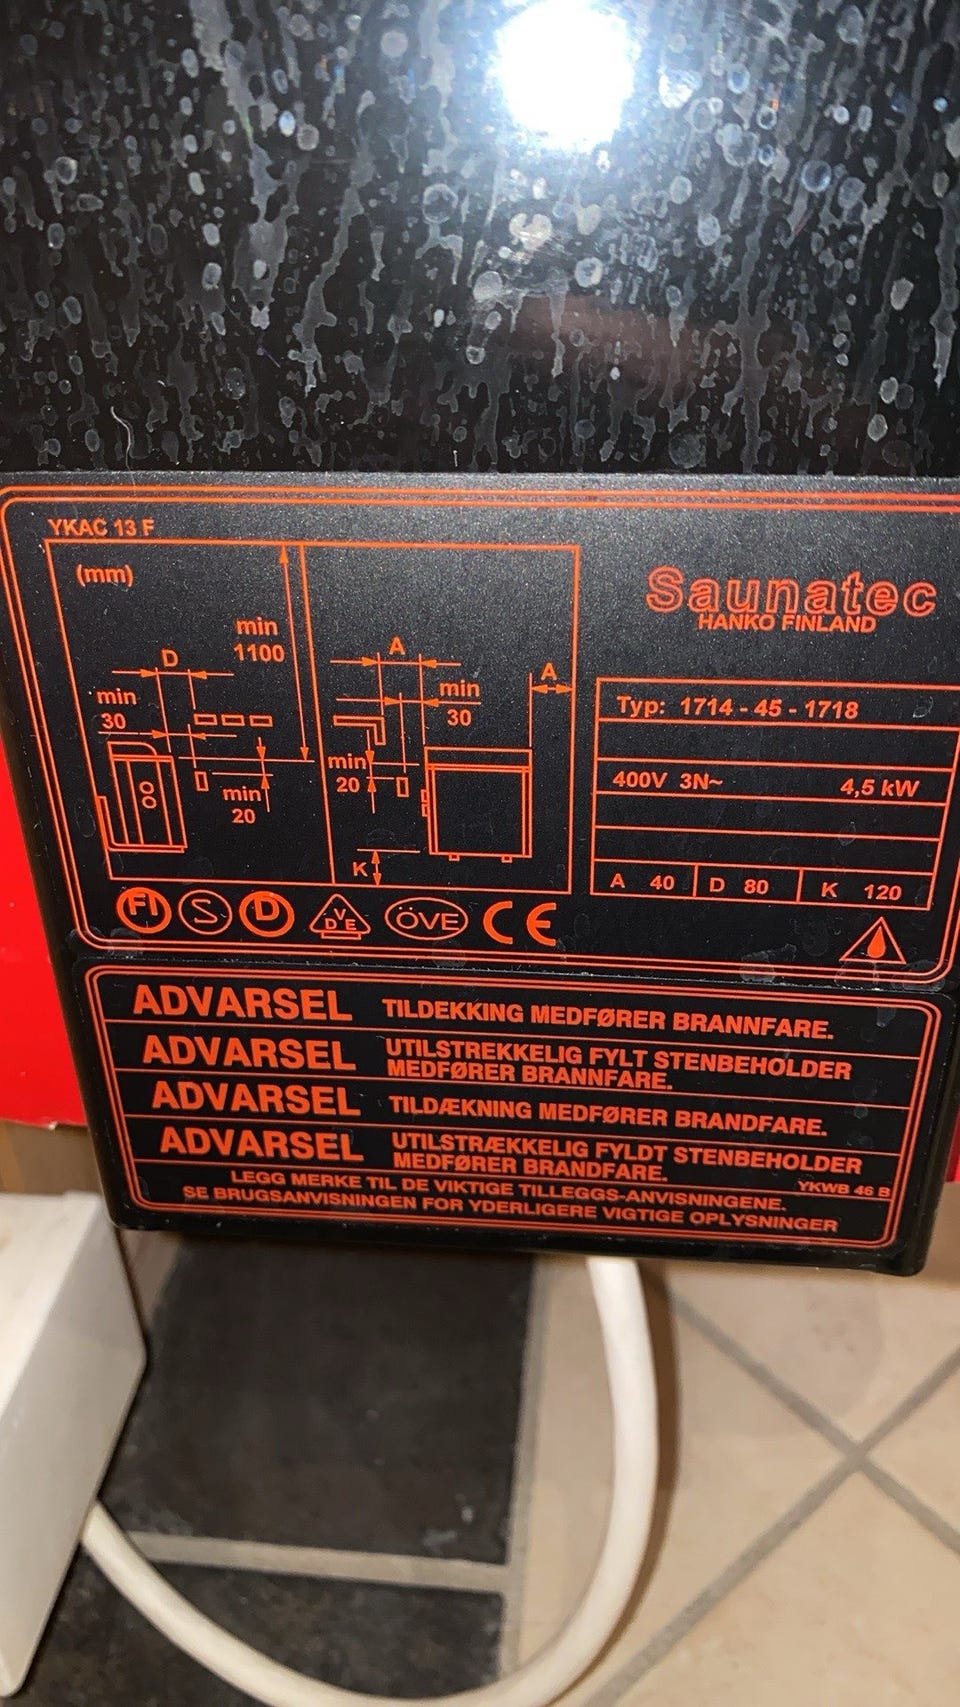 YKAC 13 F
(mm)
min
1100
D
A
A
min
30
min
30
min
20
min
20
K
Saunatec
HANKO FINLAND
Typ: 1714 - 45 - 1718
400V 3N~ 4,5 kW
A 40 D 80 K 120
FI S D VDE ÖVE CE
ADVARSEL TILDEKKING MEDFØRER BRANNFARE.
ADVARSEL UTILSTREKKELIG FYLT STENBEHOLDER
MEDFØRER BRANNFARE.
ADVARSEL TILDÆKNING MEDFØRER BRANDFARE.
ADVARSEL UTILSTRÆKKELIG FYLDT STENBEHOLDER
MEDFØRER BRANDFARE.
YKWB 46 B
LEGG MERKE TIL DE VIKTIGE TILLEGGS-ANVISNINGENE.
SE BRUGSANVISNINGEN FOR YDERLIGERE VIGTIGE OPLYSNINGER